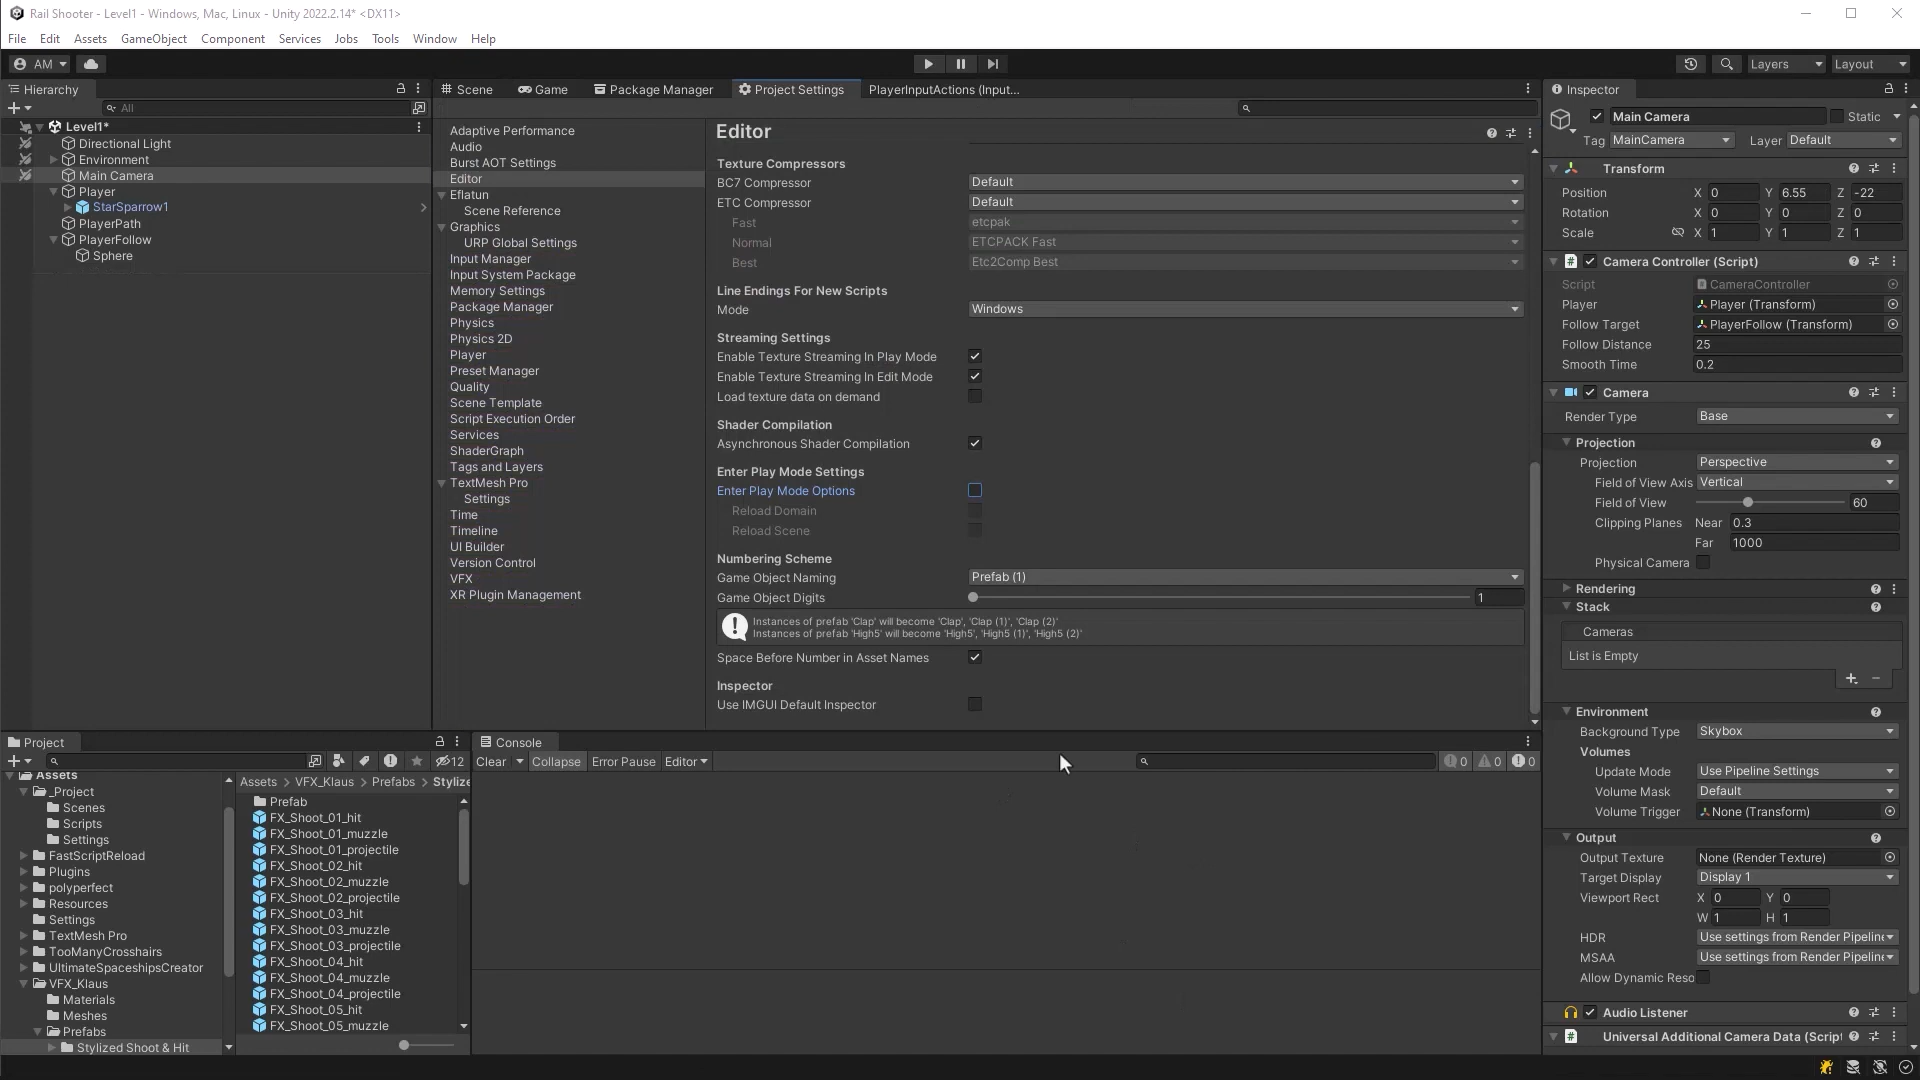 Rail Shooter - Level1 - Windows, Mac, Linux - Unity 2022.2.14* <DX11>
File Edit Assets GameObject Component Services Jobs Tools Window Help
AM
Layers
Layout
Hierarchy
All
Level1*
Directional Light
Environment
Main Camera
Player
StarSparrow1
PlayerPath
PlayerFollow
Sphere
Scene
Game
Package Manager
Project Settings
PlayerInputActions (Input...
Adaptive Performance
Audio
Burst AOT Settings
Editor
Eflatun
Scene Reference
Graphics
URP Global Settings
Input Manager
Input System Package
Memory Settings
Package Manager
Physics
Physics 2D
Player
Preset Manager
Quality
Scene Template
Script Execution Order
Services
ShaderGraph
Tags and Layers
TextMesh Pro
Settings
Time
Timeline
UI Builder
Version Control
VFX
XR Plugin Management
Editor
Texture Compressors
BC7 Compressor Default
ETC Compressor Default
Fast etcpak
Normal ETCPACK Fast
Best Etc2Comp Best
Line Endings For New Scripts
Mode Windows
Streaming Settings
Enable Texture Streaming In Play Mode
Enable Texture Streaming In Edit Mode
Load texture data on demand
Shader Compilation
Asynchronous Shader Compilation
Enter Play Mode Settings
Enter Play Mode Options
Reload Domain
Reload Scene
Numbering Scheme
Game Object Naming Prefab (1)
Game Object Digits 1
Instances of prefab 'Clap' will become 'Clap', 'Clap (1)', 'Clap (2)'
Instances of prefab 'High5' will become 'High5', 'High5 (1)', 'High5 (2)'
Space Before Number in Asset Names
Inspector
Use IMGUI Default Inspector
Project
12
Assets
_Project
Scenes
Scripts
Settings
FastScriptReload
Plugins
polyperfect
Resources
Settings
TextMesh Pro
TooManyCrosshairs
UltimateSpaceshipsCreator
VFX_Klaus
Materials
Meshes
Prefabs
Stylized Shoot & Hit
Assets > VFX_Klaus > Prefabs > Stylize
Prefab
FX_Shoot_01_hit
FX_Shoot_01_muzzle
FX_Shoot_01_projectile
FX_Shoot_02_hit
FX_Shoot_02_muzzle
FX_Shoot_02_projectile
FX_Shoot_03_hit
FX_Shoot_03_muzzle
FX_Shoot_03_projectile
FX_Shoot_04_hit
FX_Shoot_04_muzzle
FX_Shoot_04_projectile
FX_Shoot_05_hit
FX_Shoot_05_muzzle
Console
Clear Collapse Error Pause Editor
0 0 0
Inspector
Main Camera Static
Tag MainCamera Layer Default
Transform
Position X 0 Y 6.55 Z -22
Rotation X 0 Y 0 Z 0
Scale X 1 Y 1 Z 1
Camera Controller (Script)
Script CameraController
Player Player (Transform)
Follow Target PlayerFollow (Transform)
Follow Distance 25
Smooth Time 0.2
Camera
Render Type Base
Projection
Projection Perspective
Field of View Axis Vertical
Field of View 60
Clipping Planes Near 0.3
Far 1000
Physical Camera
Rendering
Stack
Cameras
List is Empty
Environment
Background Type Skybox
Volumes
Update Mode Use Pipeline Settings
Volume Mask Default
Volume Trigger None (Transform)
Output
Output Texture None (Render Texture)
Target Display Display 1
Viewport Rect X 0 Y 0
W 1 H 1
HDR Use settings from Render Pipeline
MSAA Use settings from Render Pipeline
Allow Dynamic Reso
Audio Listener
Universal Additional Camera Data (Script